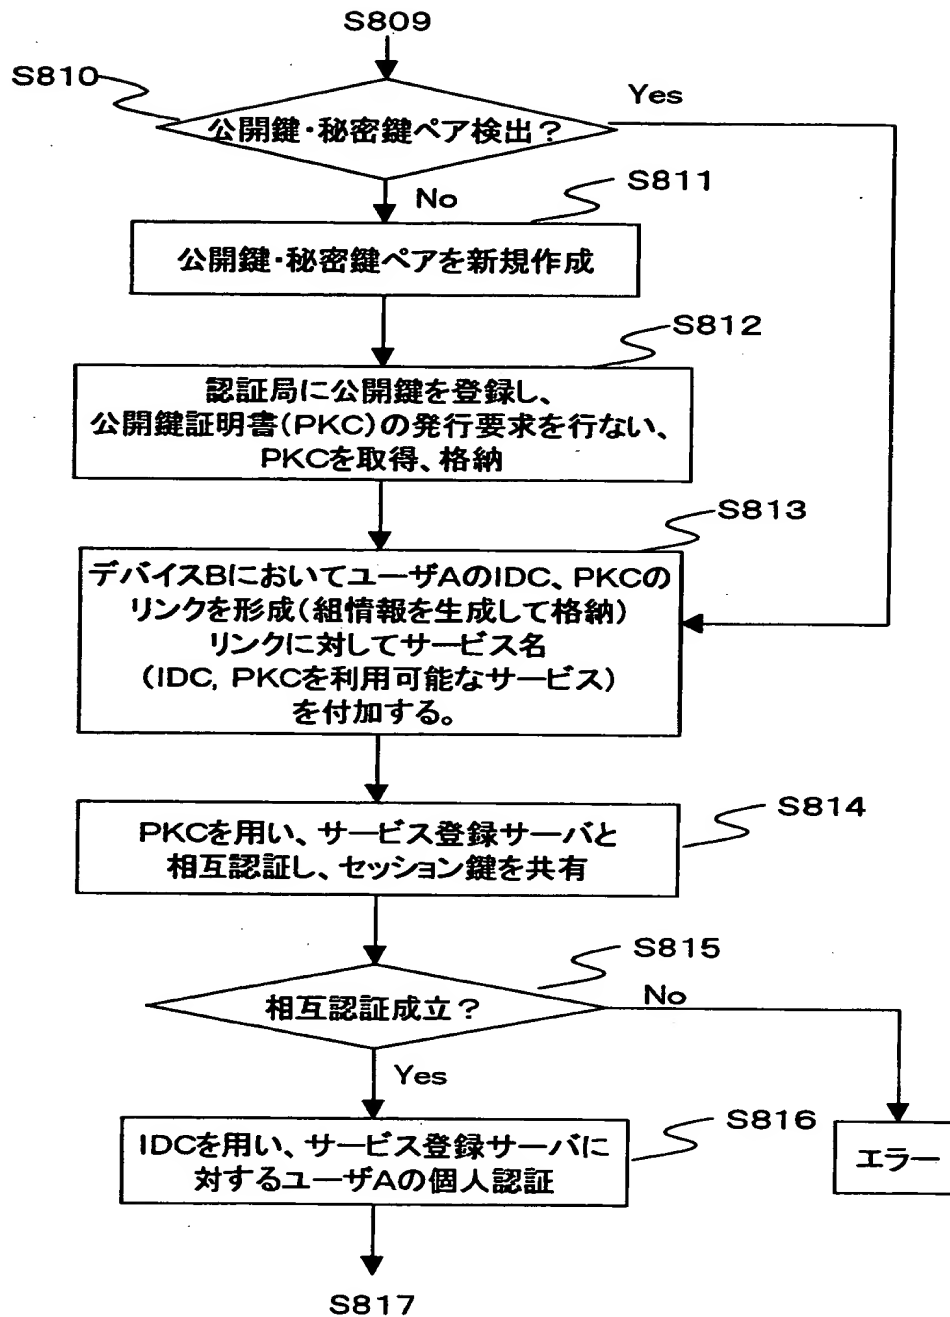 S809
S810
公開鍵・秘密鍵ペア検出?
Yes
No
S811
公開鍵・秘密鍵ペアを新規作成
S812
認証局に公開鍵を登録し、
公開鍵証明書(PKC)の発行要求を行ない、
PKCを取得、格納
S813
デバイスBにおいてユーザAのIDC、PKCの
リンクを形成(組情報を生成して格納)
リンクに対してサービス名
(IDC, PKCを利用可能なサービス)
を付加する。
S814
PKCを用い、サービス登録サーバと
相互認証し、セッション鍵を共有
S815
相互認証成立?
No
Yes
S816
IDCを用い、サービス登録サーバに
対するユーザAの個人認証
エラー
S817